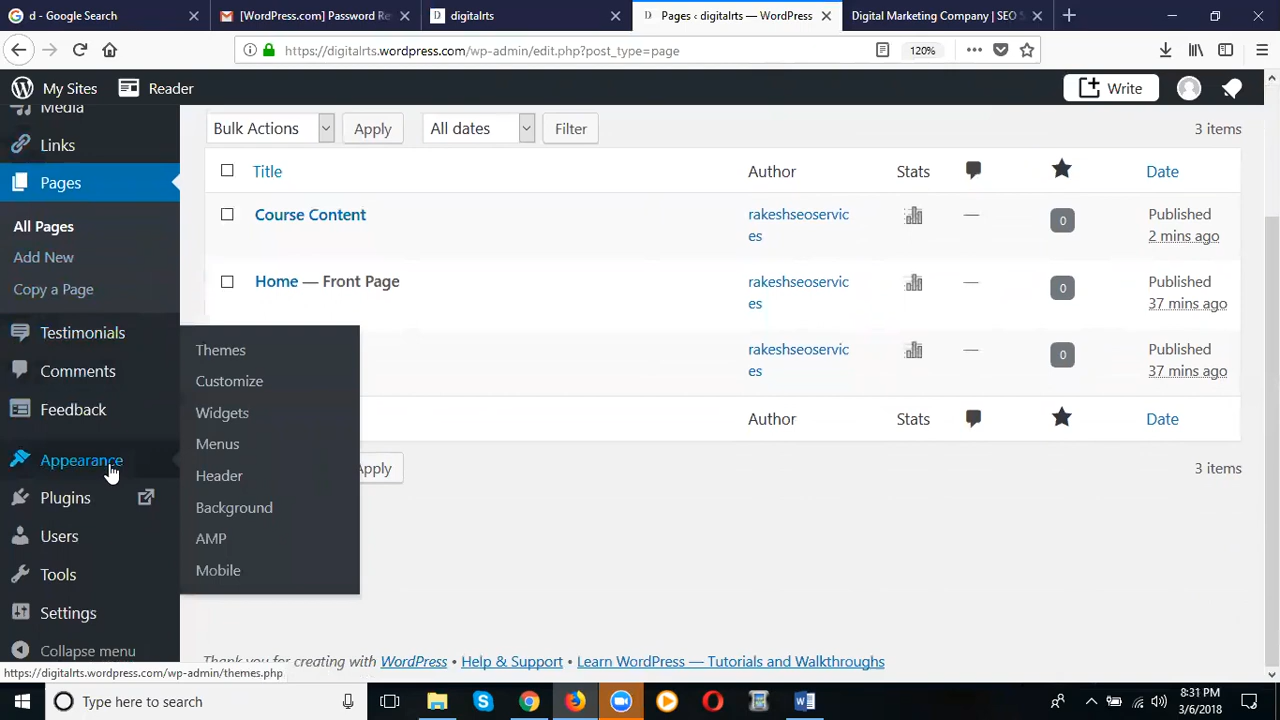 d - Google Search
[WordPress.com] Password Re
digitalrts
Pages ‹ digitalrts — WordPress
Digital Marketing Company | SEO
https://digitalrts.wordpress.com/wp-admin/edit.php?post_type=page
120%
My Sites
Reader
Write
Media
Links
Pages
All Pages
Add New
Copy a Page
Testimonials
Comments
Feedback
Appearance
Plugins
Users
Tools
Settings
Collapse menu
Themes
Customize
Widgets
Menus
Header
Background
AMP
Mobile
Bulk Actions
Apply
All dates
Filter
3 items
Title
Author
Stats
Date
Course Content
rakeshseoservic
es
—
0
Published
2 mins ago
Home — Front Page
rakeshseoservic
es
—
0
Published
37 mins ago
rakeshseoservic
es
—
0
Published
37 mins ago
Author
Stats
Date
Apply
3 items
Thank you for creating with WordPress • Help & Support • Learn WordPress — Tutorials and Walkthroughs
https://digitalrts.wordpress.com/wp-admin/themes.php
Type here to search
8:31 PM
3/6/2018